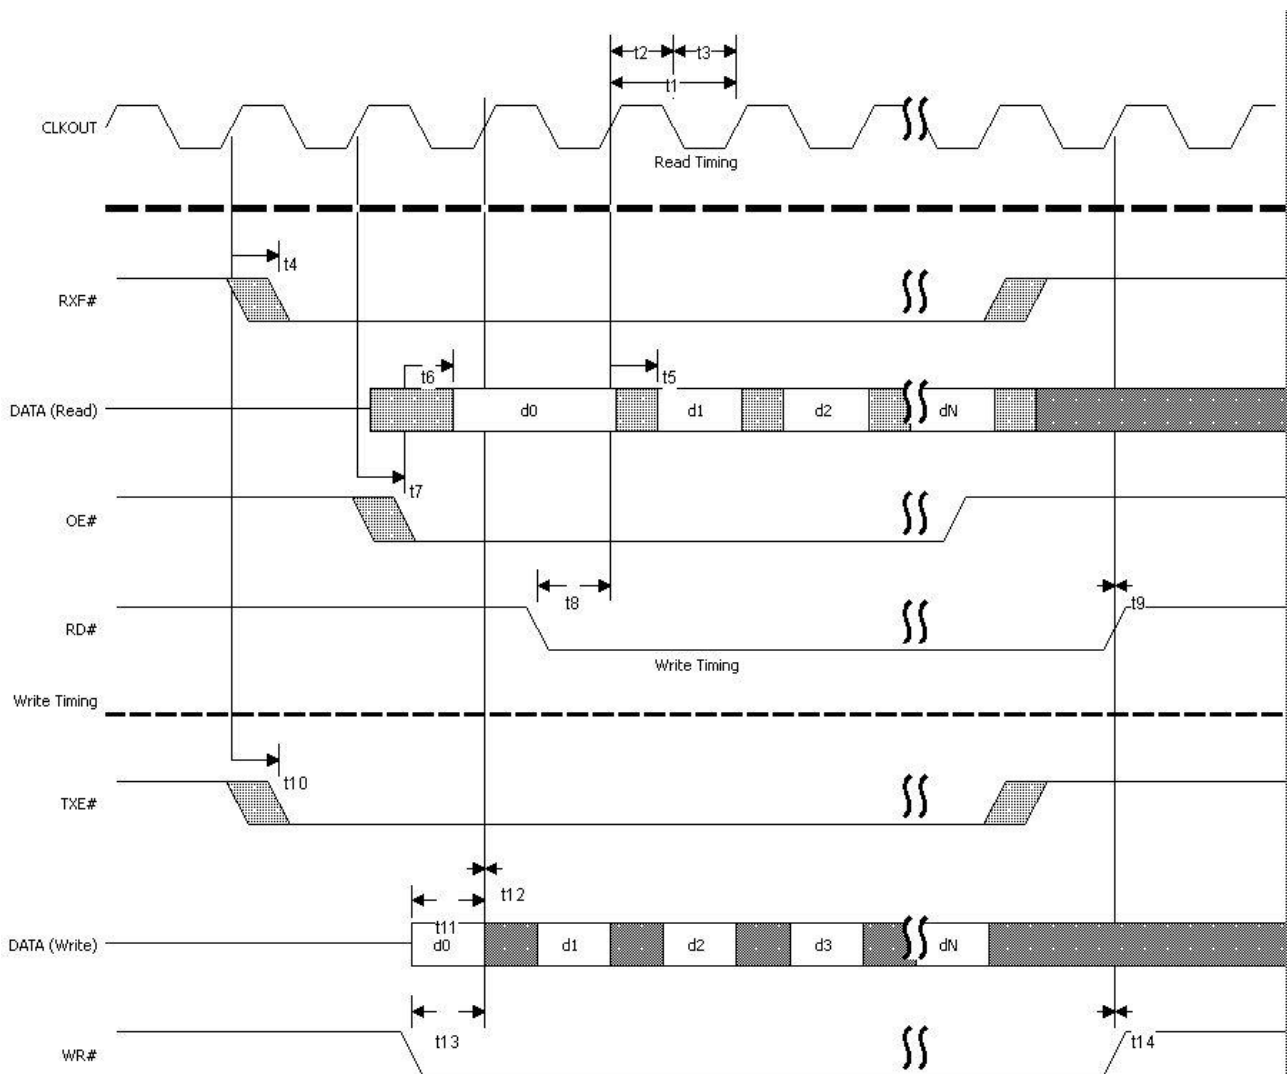 t2 t3
t1
CLKOUT
Read Timing
t4
RXF#
t6 t5
DATA (Read) d0 d1 d2 dN
t7
OE#
t8 t9
RD#
Write Timing
Write Timing
t10
TXE#
t12
t11
DATA (Write) d0 d1 d2 d3 dN
t13 t14
WR#